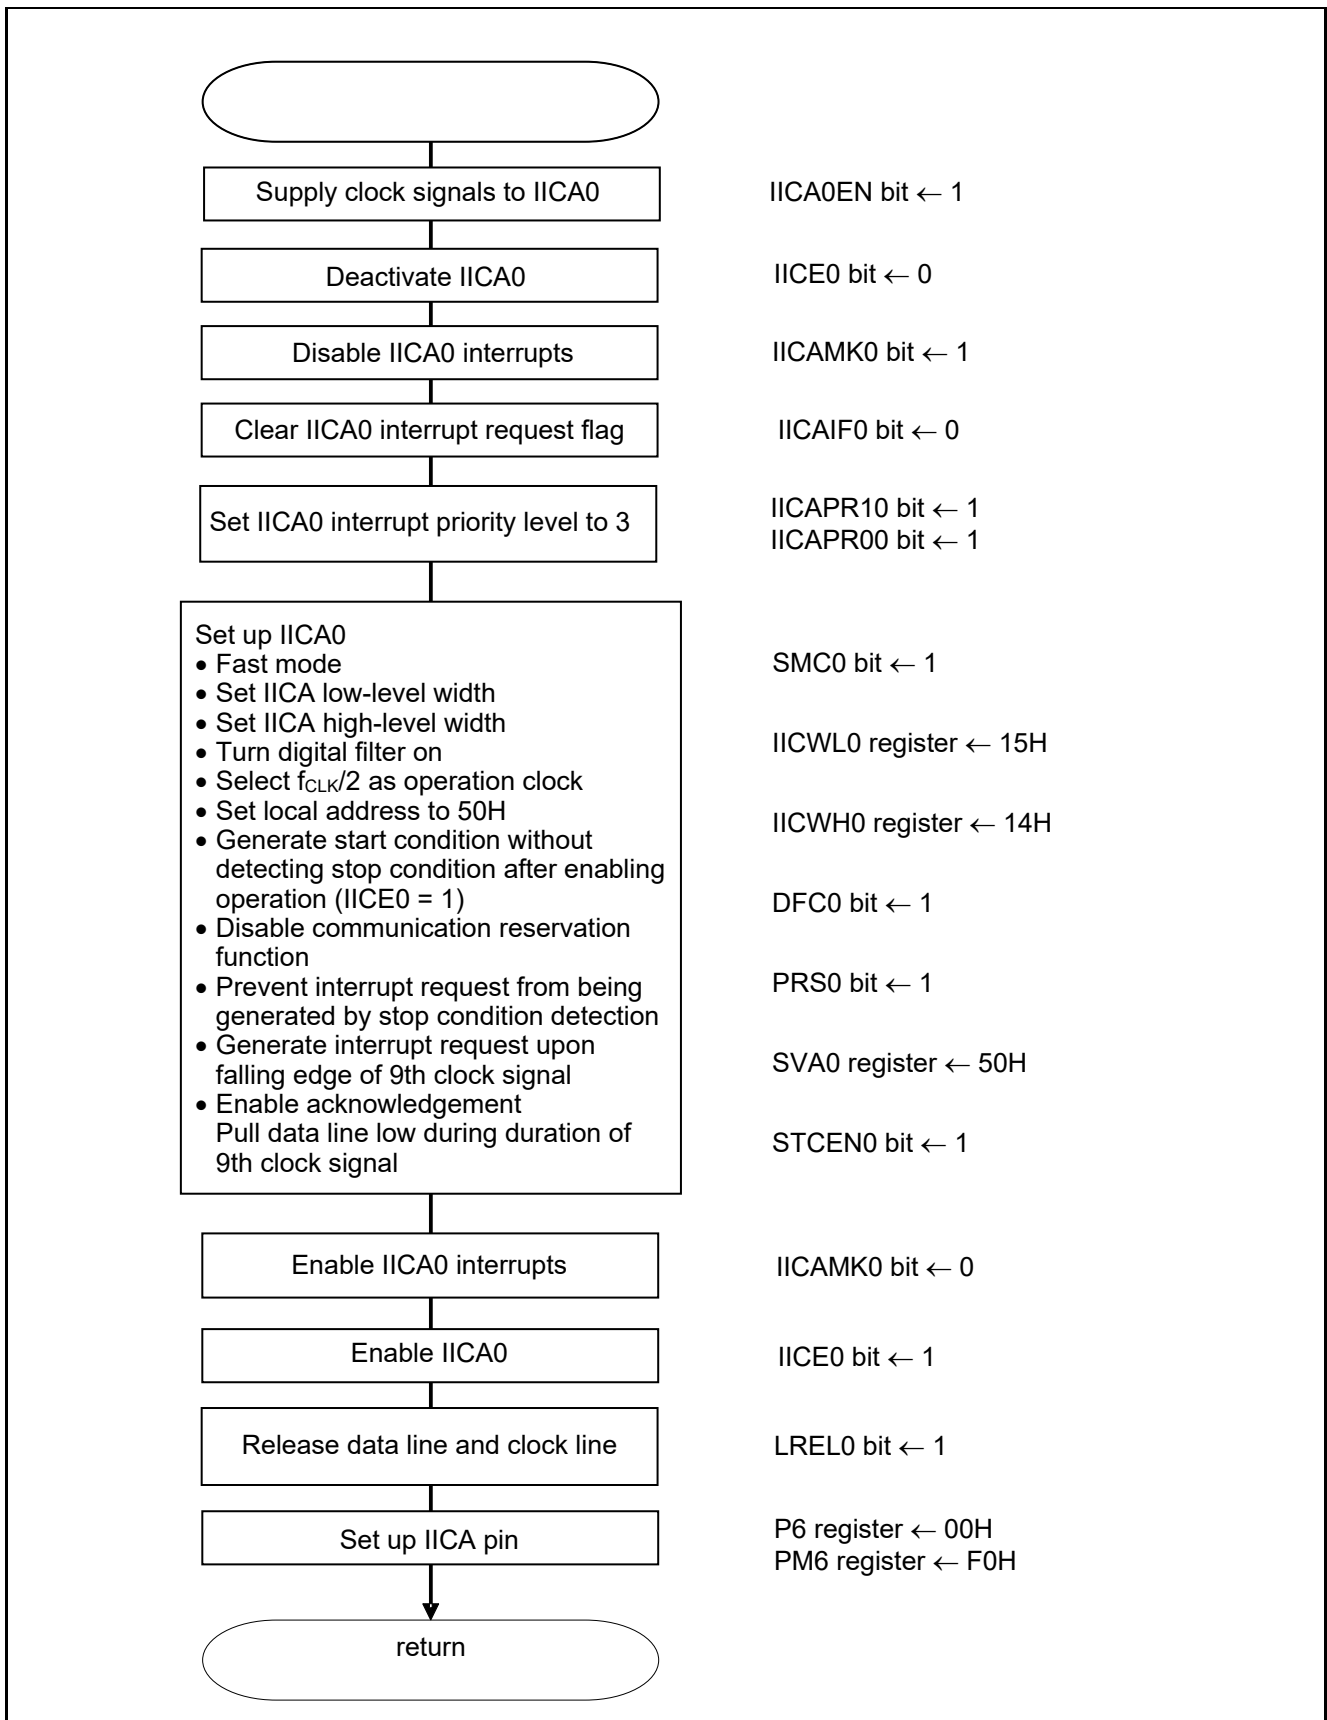 Supply clock signals to IICA0
IICA0EN bit ← 1
Deactivate IICA0
IICE0 bit ← 0
Disable IICA0 interrupts
IICAMK0 bit ← 1
Clear IICA0 interrupt request flag
IICAIF0 bit ← 0
Set IICA0 interrupt priority level to 3
IICAPR10 bit ← 1
IICAPR00 bit ← 1
Set up IICA0
• Fast mode
• Set IICA low-level width
• Set IICA high-level width
• Turn digital filter on
• Select fCLK/2 as operation clock
• Set local address to 50H
• Generate start condition without
detecting stop condition after enabling
operation (IICE0 = 1)
• Disable communication reservation
function
• Prevent interrupt request from being
generated by stop condition detection
• Generate interrupt request upon
falling edge of 9th clock signal
• Enable acknowledgement
Pull data line low during duration of
9th clock signal
SMC0 bit ← 1
IICWL0 register ← 15H
IICWH0 register ← 14H
DFC0 bit ← 1
PRS0 bit ← 1
SVA0 register ← 50H
STCEN0 bit ← 1
Enable IICA0 interrupts
IICAMK0 bit ← 0
Enable IICA0
IICE0 bit ← 1
Release data line and clock line
LREL0 bit ← 1
Set up IICA pin
P6 register ← 00H
PM6 register ← F0H
return